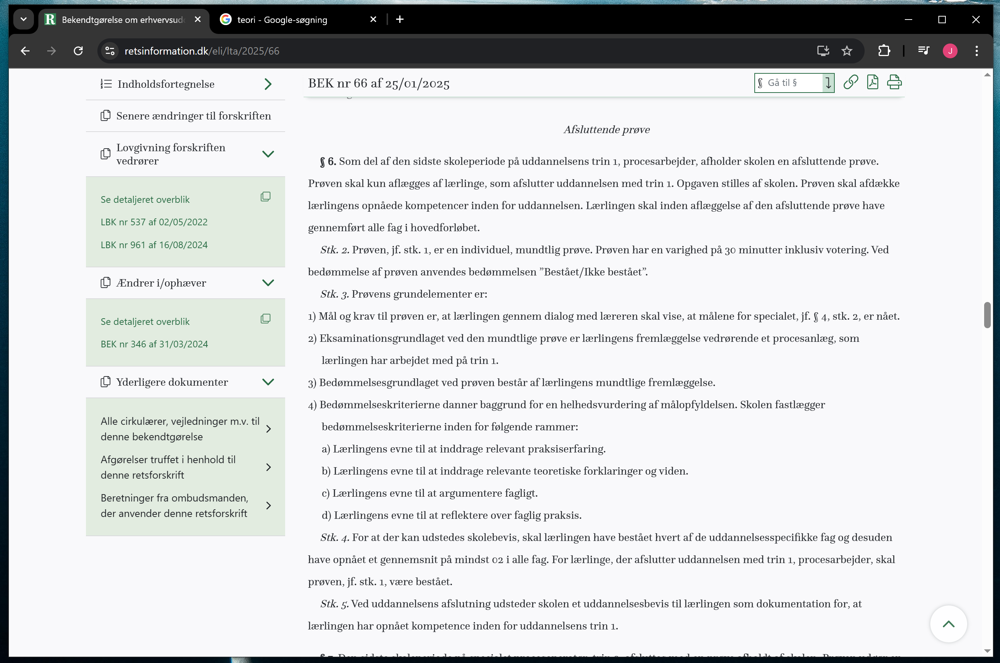 Bekendtgørelse om erhvervsud
teori - Google-søgning
retsinformation.dk/eli/lta/2025/66
J
Indholdsfortegnelse
Senere ændringer til forskriften
Lovgivning forskriften
vedrører
Se detaljeret overblik
LBK nr 537 af 02/05/2022
LBK nr 961 af 16/08/2024
Ændrer i/ophæver
Se detaljeret overblik
BEK nr 346 af 31/03/2024
Yderligere dokumenter
Alle cirkulærer, vejledninger m.v. til
denne bekendtgørelse
Afgørelser truffet i henhold til
denne retsforskrift
Beretninger fra ombudsmanden,
der anvender denne retsforskrift
BEK nr 66 af 25/01/2025
§ Gå til §
Afsluttende prøve
§ 6. Som del af den sidste skoleperiode på uddannelsens trin 1, procesarbejder, afholder skolen en afsluttende prøve.
Prøven skal kun aflægges af lærlinge, som afslutter uddannelsen med trin 1. Opgaven stilles af skolen. Prøven skal afdække
lærlingens opnåede kompetencer inden for uddannelsen. Lærlingen skal inden aflæggelse af den afsluttende prøve have
gennemført alle fag i hovedforløbet.
Stk. 2. Prøven, jf. stk. 1, er en individuel, mundtlig prøve. Prøven har en varighed på 30 minutter inklusiv votering. Ved
bedømmelse af prøven anvendes bedømmelsen ”Bestået/Ikke bestået”.
Stk. 3. Prøvens grundelementer er:
1) Mål og krav til prøven er, at lærlingen gennem dialog med læreren skal vise, at målene for specialet, jf. § 4, stk. 2, er nået.
2) Eksaminationsgrundlaget ved den mundtlige prøve er lærlingens fremlæggelse vedrørende et procesanlæg, som
lærlingen har arbejdet med på trin 1.
3) Bedømmelsesgrundlaget ved prøven består af lærlingens mundtlige fremlæggelse.
4) Bedømmelseskriterierne danner baggrund for en helhedsvurdering af målopfyldelsen. Skolen fastlægger
bedømmelseskriterierne inden for følgende rammer:
a) Lærlingens evne til at inddrage relevant praksiserfaring.
b) Lærlingens evne til at inddrage relevante teoretiske forklaringer og viden.
c) Lærlingens evne til at argumentere fagligt.
d) Lærlingens evne til at reflektere over faglig praksis.
Stk. 4. For at der kan udstedes skolebevis, skal lærlingen have bestået hvert af de uddannelsesspecifikke fag og desuden
have opnået et gennemsnit på mindst 02 i alle fag. For lærlinge, der afslutter uddannelsen med trin 1, procesarbejder, skal
prøven, jf. stk. 1, være bestået.
Stk. 5. Ved uddannelsens afslutning udsteder skolen et uddannelsesbevis til lærlingen som dokumentation for, at
lærlingen har opnået kompetence inden for uddannelsens trin 1.